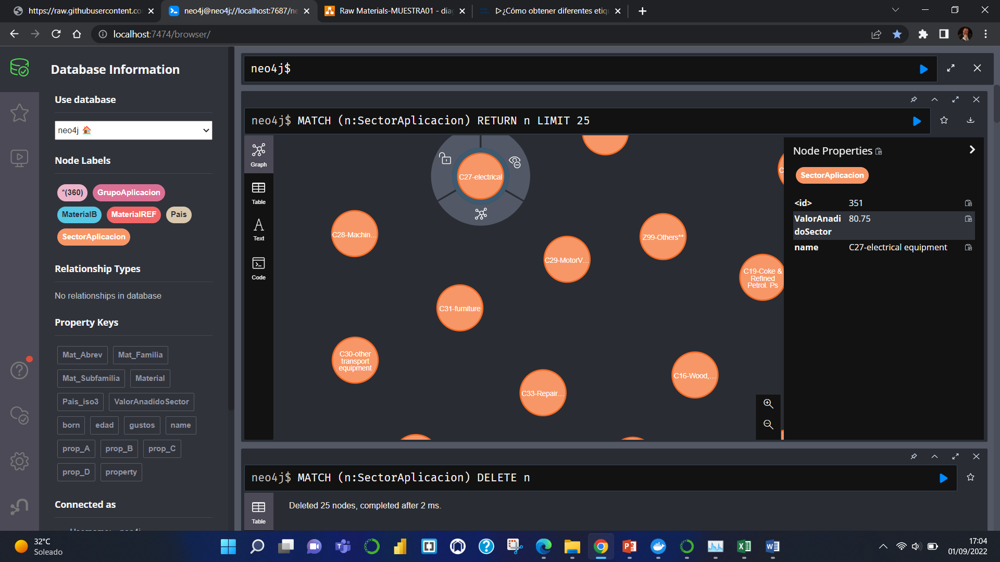 https://raw.githubusercontent.co
neo4j@neo4j://localhost:7687/ne
Raw Materials-MUESTRA01 - dia
¿Cómo obtener diferentes etiq
localhost:7474/browser/
Database Information
Use database
neo4j
Node Labels
*(360)
GrupoAplicacion
MaterialB
MaterialREF
Pais
SectorAplicacion
Relationship Types
No relationships in database
Property Keys
Mat_Abrev
Mat_Familia
Mat_Subfamilia
Material
Pais_iso3
ValorAnadidoSector
born
edad
gustos
name
prop_A
prop_B
prop_C
prop_D
property
Connected as
neo4j$
neo4j$ MATCH (n:SectorAplicacion) RETURN n LIMIT 25
Graph
Table
Text
Code
C27-electrical
C28-Machin...
C29-MotorV...
Z99-Others**
C19-Coke &
Refined
Petrol. Ps
C31-furniture
C30-other
transport
equipment
C33-Repair...
C16-Wood,...
Node Properties
SectorAplicacion
<id> 351
ValorAnadi
doSector
80.75
name C27-electrical equipment
neo4j$ MATCH (n:SectorAplicacion) DELETE n
Table
Deleted 25 nodes, completed after 2 ms.
32°C
Soleado
17:04
01/09/2022